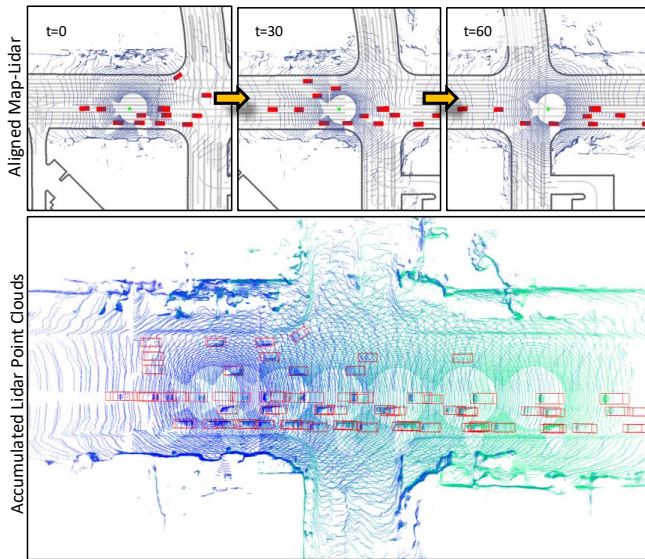 Aligned Map-Lidar
t=0
t=30
t=60
Accumulated Lidar Point Clouds